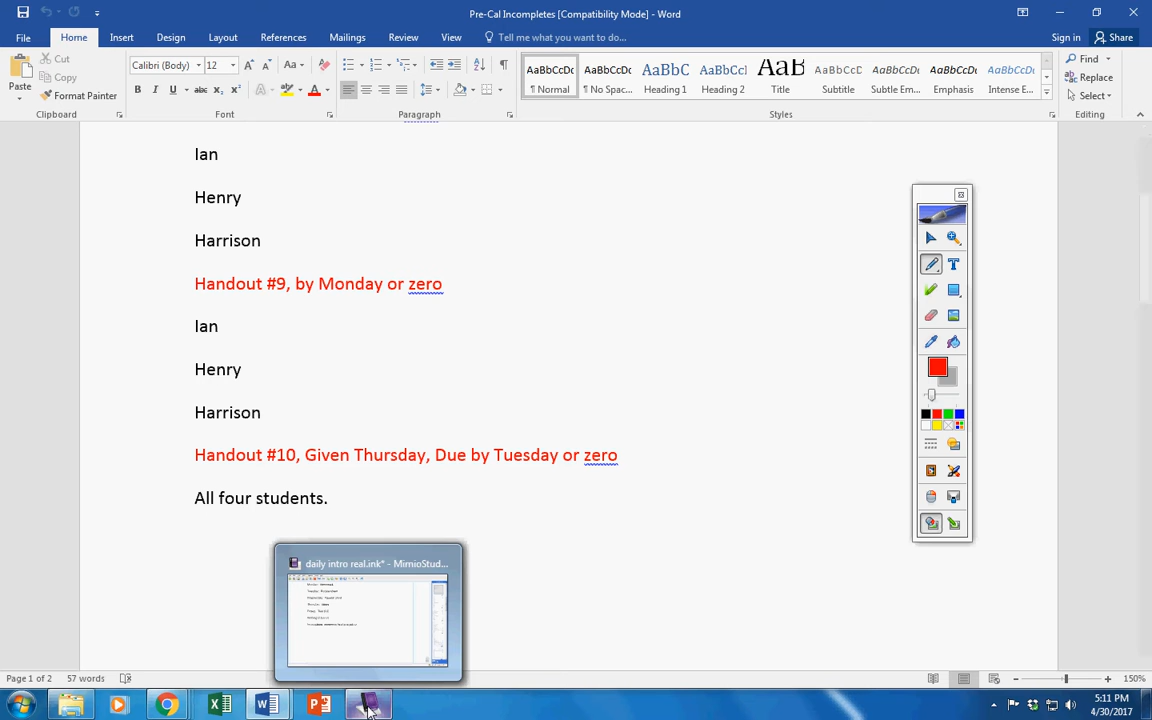 Pre-Cal Incompletes [Compatibility Mode] - Word
File Home Insert Design Layout References Mailings Review View Tell me what you want to do... Sign in Share
Paste
Cut
Copy
Format Painter
Clipboard
Calibri (Body) 12
Font
Paragraph
AaBbCcDc AaBbCcDc AaBbC AaBbCcl AaB AaBbCcD AaBbCcDt AaBbCcDt AaBbCcDt
¶ Normal ¶ No Spac... Heading 1 Heading 2 Title Subtitle Subtle Em... Emphasis Intense E...
Styles
Find
Replace
Select
Editing
Ian
Henry
Harrison
Handout #9, by Monday or zero
Ian
Henry
Harrison
Handout #10, Given Thursday, Due by Tuesday or zero
All four students.
daily intro real.ink* - MimioStud...
Page 1 of 2 57 words 150%
5:11 PM
4/30/2017